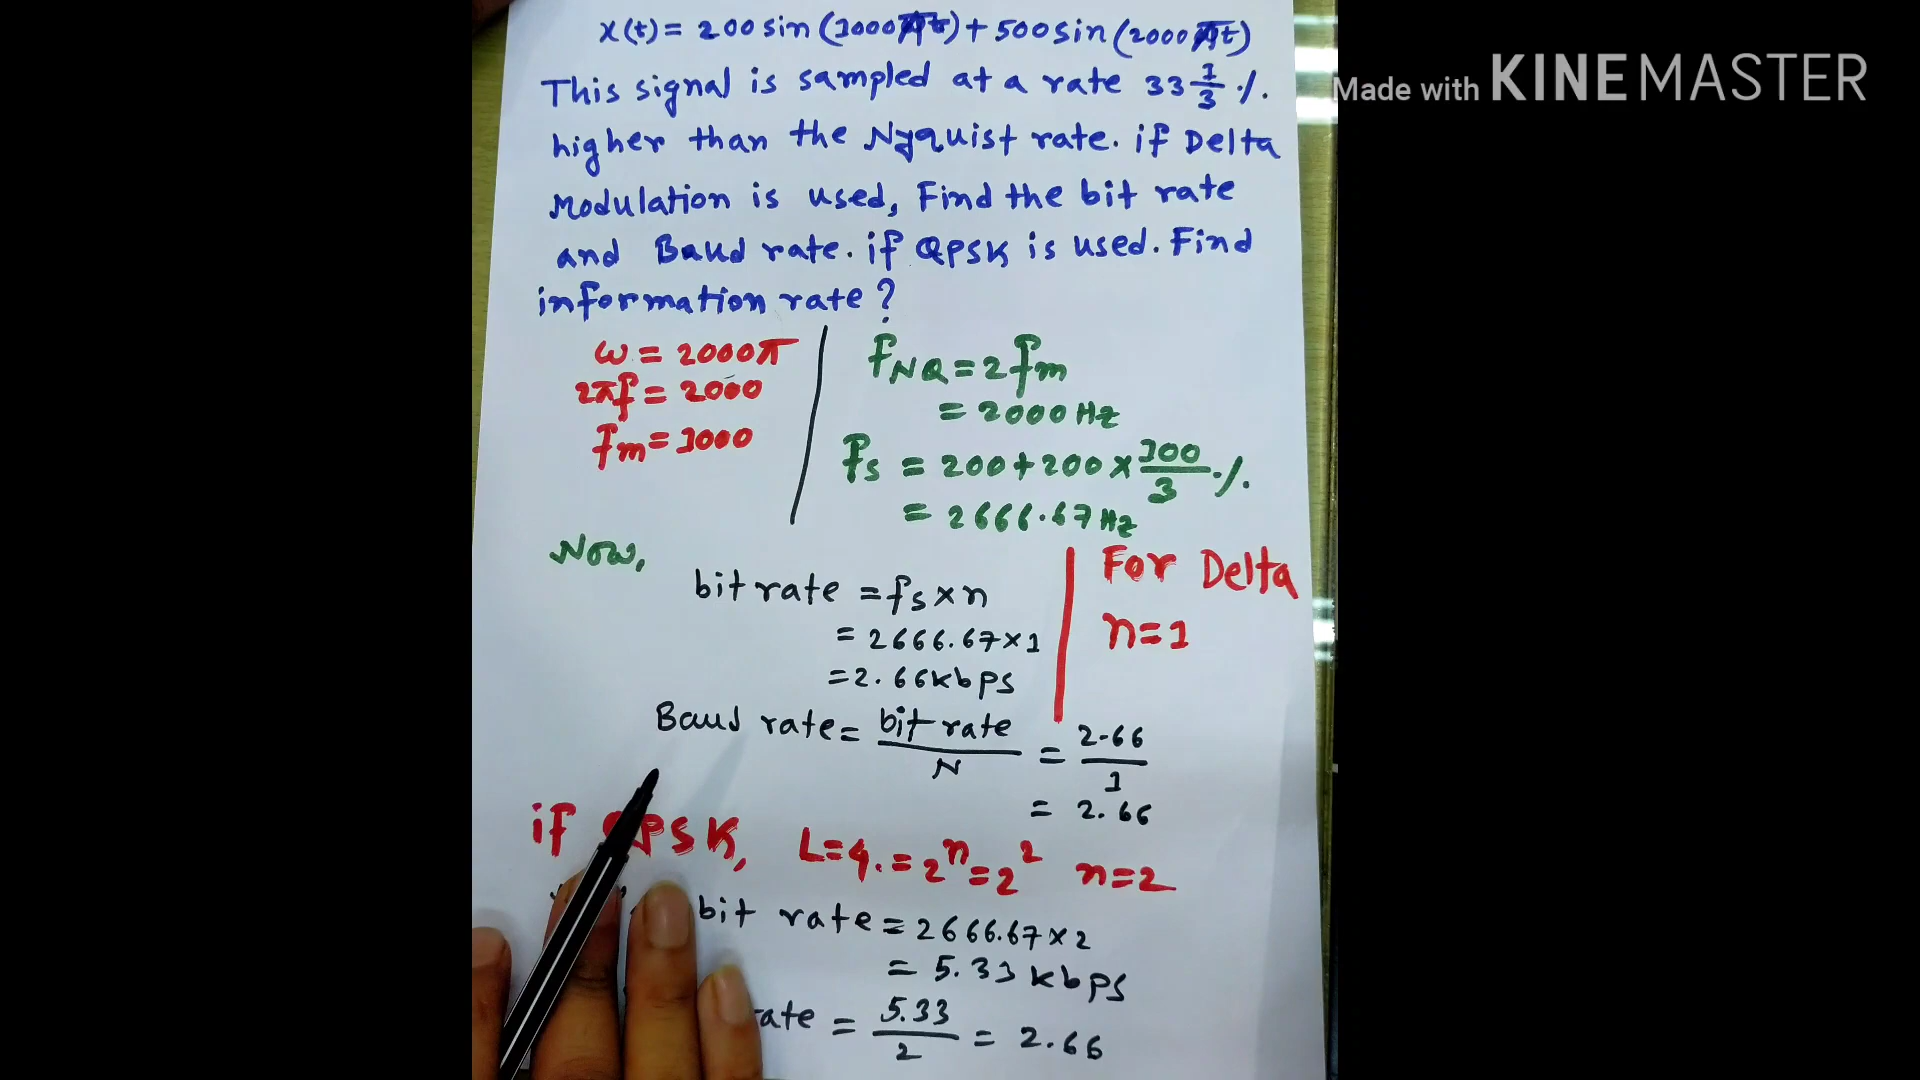 x(t) = 200 sin (1000πt) + 500 sin (2000πt)
Made with KINEMASTER
This signal is sampled at a rate 33 1/3 %.
higher than the Nyquist rate. if Delta
Modulation is used, Find the bit rate
and Baud rate. if QPSK is used. Find
information rate ?
ω = 2000π
2πf = 2000
fm = 1000
fNQ = 2fm
= 2000 Hz
fs = 200 + 200 × 100/3 %.
= 2666.67 Hz
Now,
bit rate = fs × n
= 2666.67 × 1
= 2.66 kbps
For Delta
n = 1
Baud rate = bit rate / N = 2.66 / 1
= 2.66
if QPSK, L = 4. = 2^n = 2^2 n = 2
bit rate = 2666.67 × 2
= 5.33 kbps
rate = 5.33 / 2 = 2.66